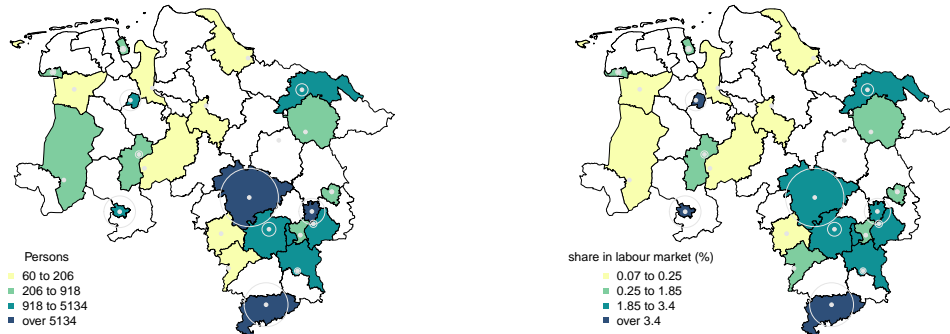 Persons
60 to 206
206 to 918
918 to 5134
over 5134
share in labour market (%)
0.07 to 0.25
0.25 to 1.85
1.85 to 3.4
over 3.4